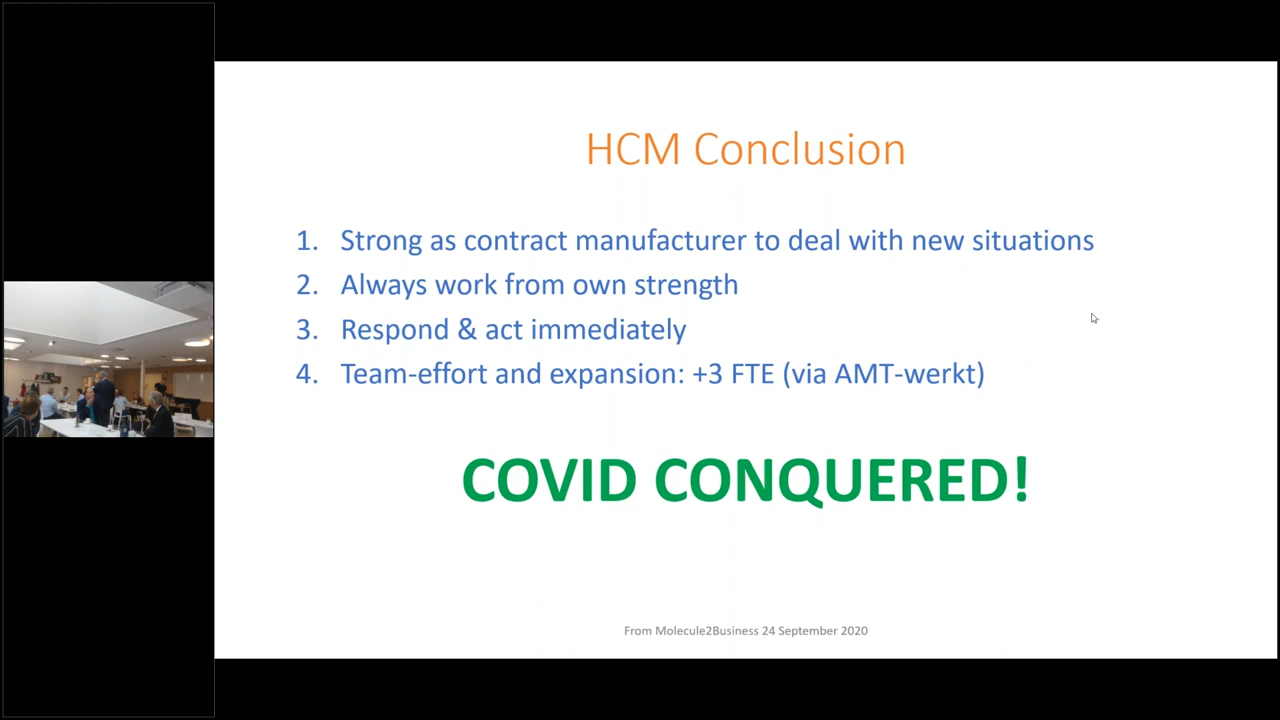 HCM Conclusion
1. Strong as contract manufacturer to deal with new situations
2. Always work from own strength
3. Respond & act immediately
4. Team-effort and expansion: +3 FTE (via AMT-werkt)
COVID CONQUERED!
From Molecule2Business 24 September 2020